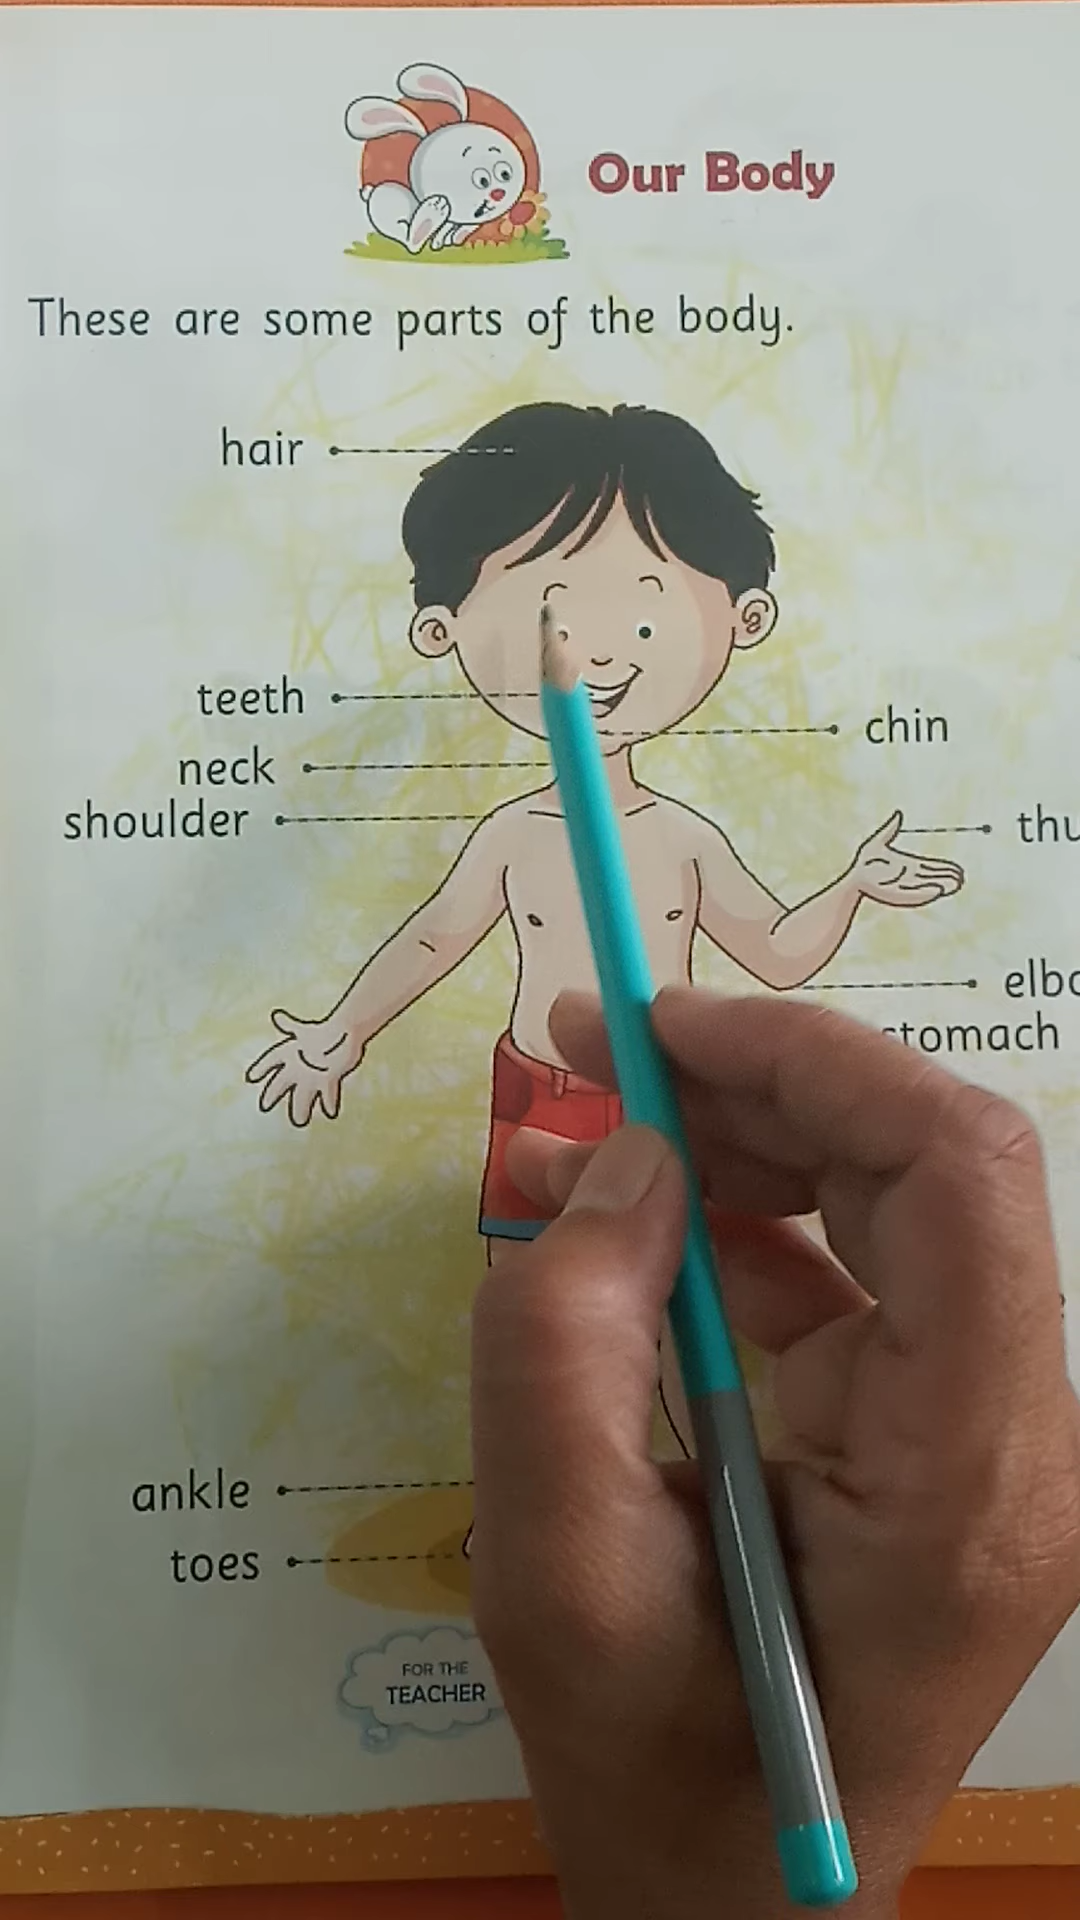 Our Body
These are some parts of the body.
hair
teeth
chin
neck
shoulder
stomach
ankle
toes
FOR THE
TEACHER